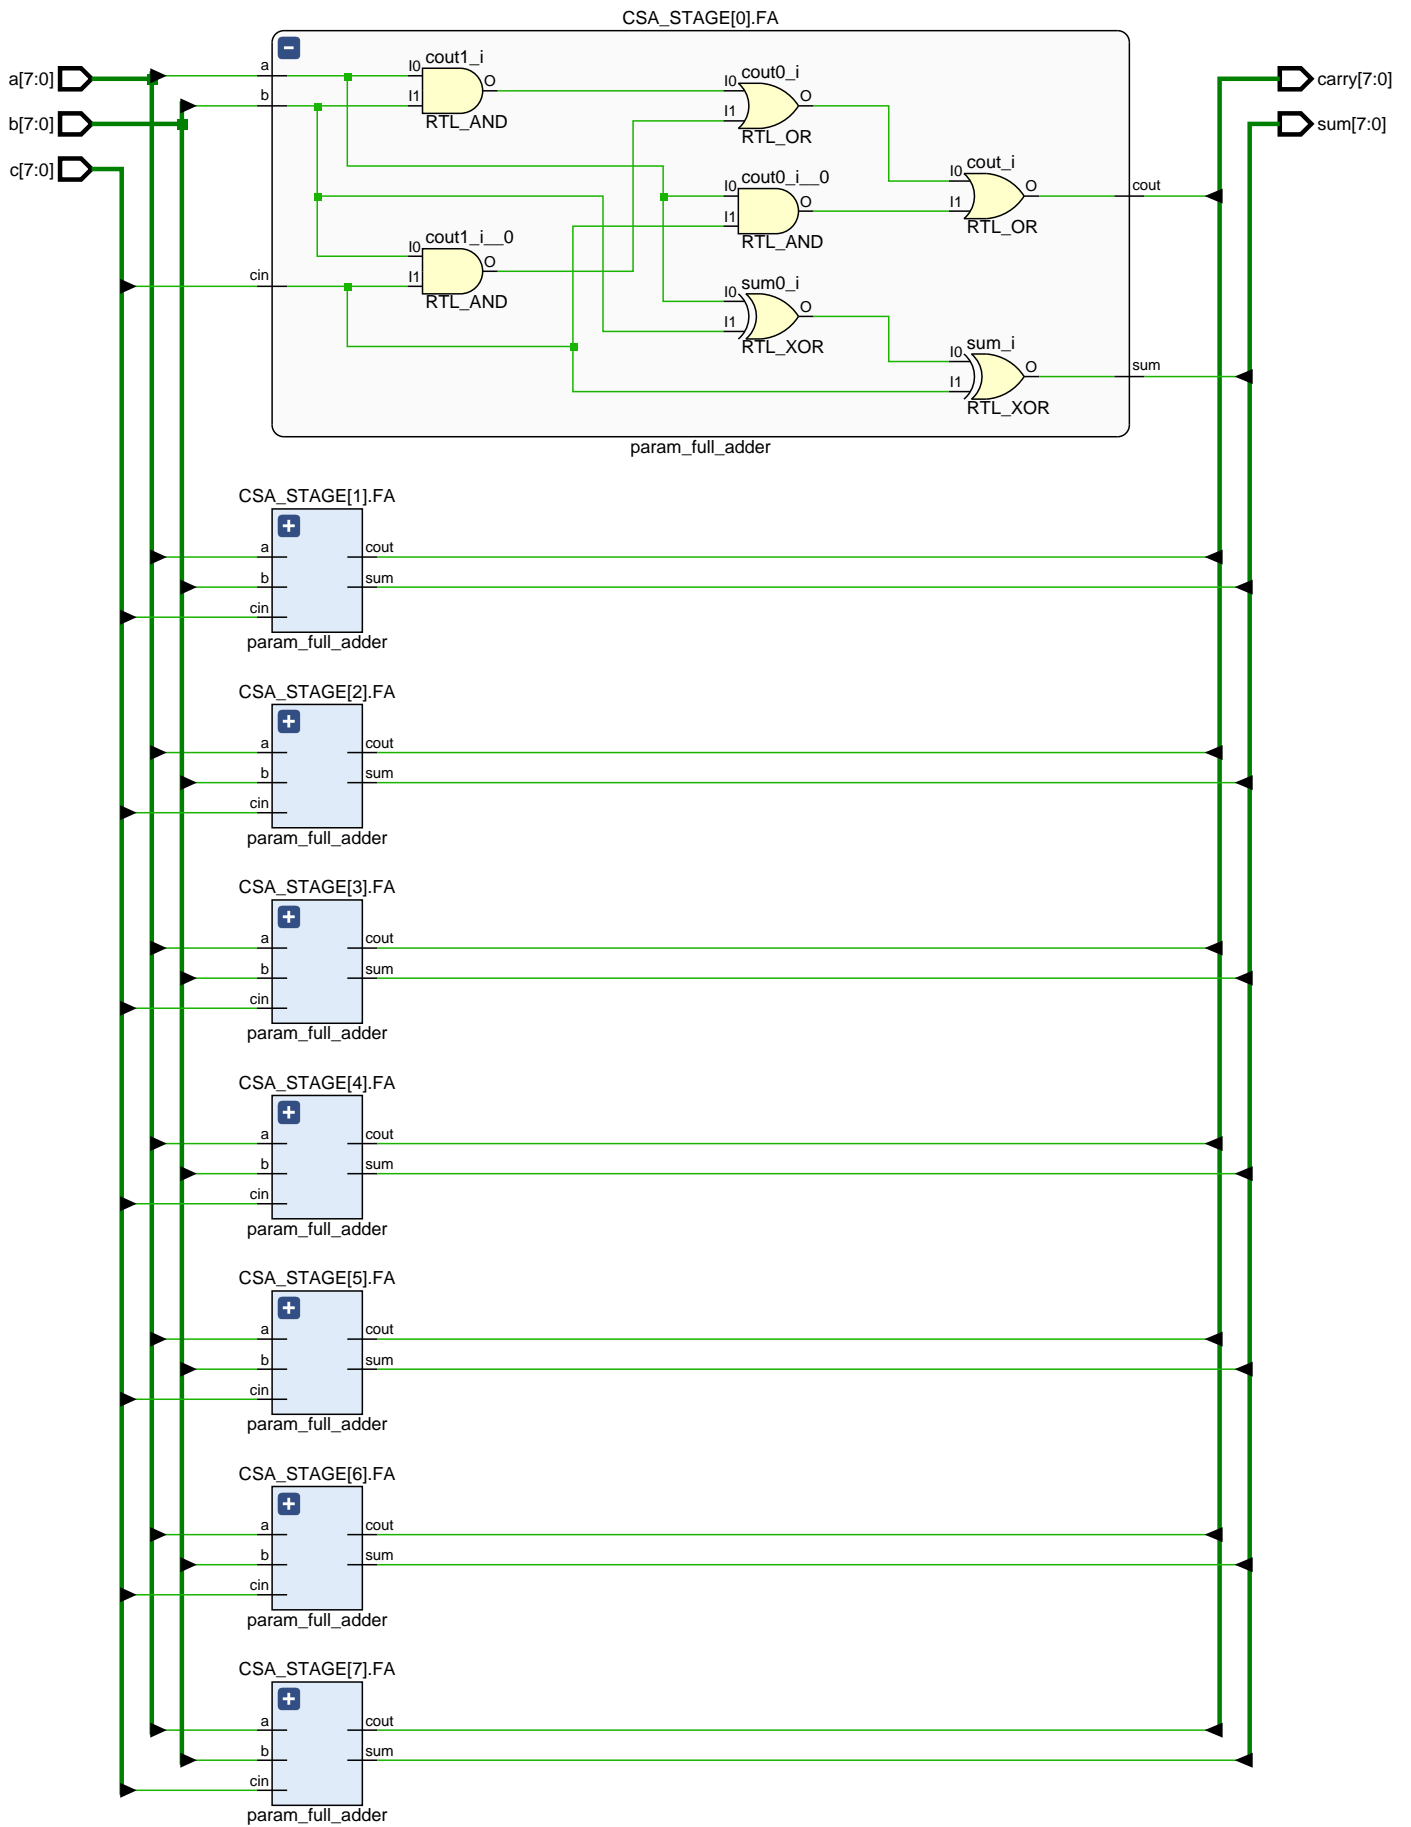 CSA_STAGE[0].FA
a[7:0]
b[7:0]
c[7:0]
a
b
cin
cout1_i
I0
I1
O
RTL_AND
cout1_i__0
I0
I1
O
RTL_AND
cout0_i
I0
I1
O
RTL_OR
cout0_i__0
I0
I1
O
RTL_AND
sum0_i
I0
I1
O
RTL_XOR
cout_i
I0
I1
O
RTL_OR
sum_i
I0
I1
O
RTL_XOR
cout
sum
carry[7:0]
sum[7:0]
param_full_adder
CSA_STAGE[1].FA
a cout
b sum
cin
param_full_adder
CSA_STAGE[2].FA
a cout
b sum
cin
param_full_adder
CSA_STAGE[3].FA
a cout
b sum
cin
param_full_adder
CSA_STAGE[4].FA
a cout
b sum
cin
param_full_adder
CSA_STAGE[5].FA
a cout
b sum
cin
param_full_adder
CSA_STAGE[6].FA
a cout
b sum
cin
param_full_adder
CSA_STAGE[7].FA
a cout
b sum
cin
param_full_adder